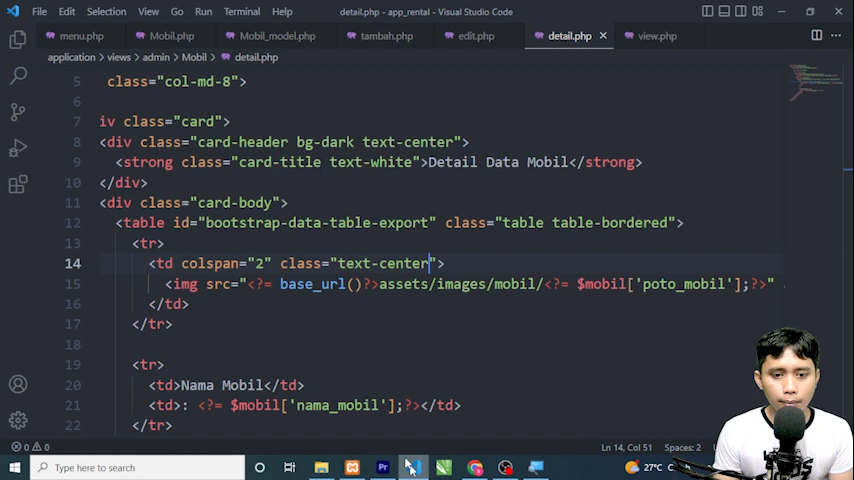 File Edit Selection View Go Run Terminal Help detail.php - app_rental - Visual Studio Code
menu.php Mobil.php Mobil_model.php tambah.php edit.php detail.php view.php
application > views > admin > Mobil > detail.php
5 class="col-md-8">
6
7 iv class="card">
8 <div class="card-header bg-dark text-center">
9 <strong class="card-title text-white">Detail Data Mobil</strong>
10 </div>
11 <div class="card-body">
12 <table id="bootstrap-data-table-export" class="table table-bordered">
13 <tr>
14 <td colspan="2" class="text-center">
15 <img src="<?= base_url()?>assets/images/mobil/<?= $mobil['poto_mobil'];?>"
16 </td>
17 </tr>
18
19 <tr>
20 <td>Nama Mobil</td>
21 <td>: <?= $mobil['nama_mobil'];?></td>
22 </tr>
0 0 Ln 14, Col 51 Spaces: 2
Type here to search Pr 27°C